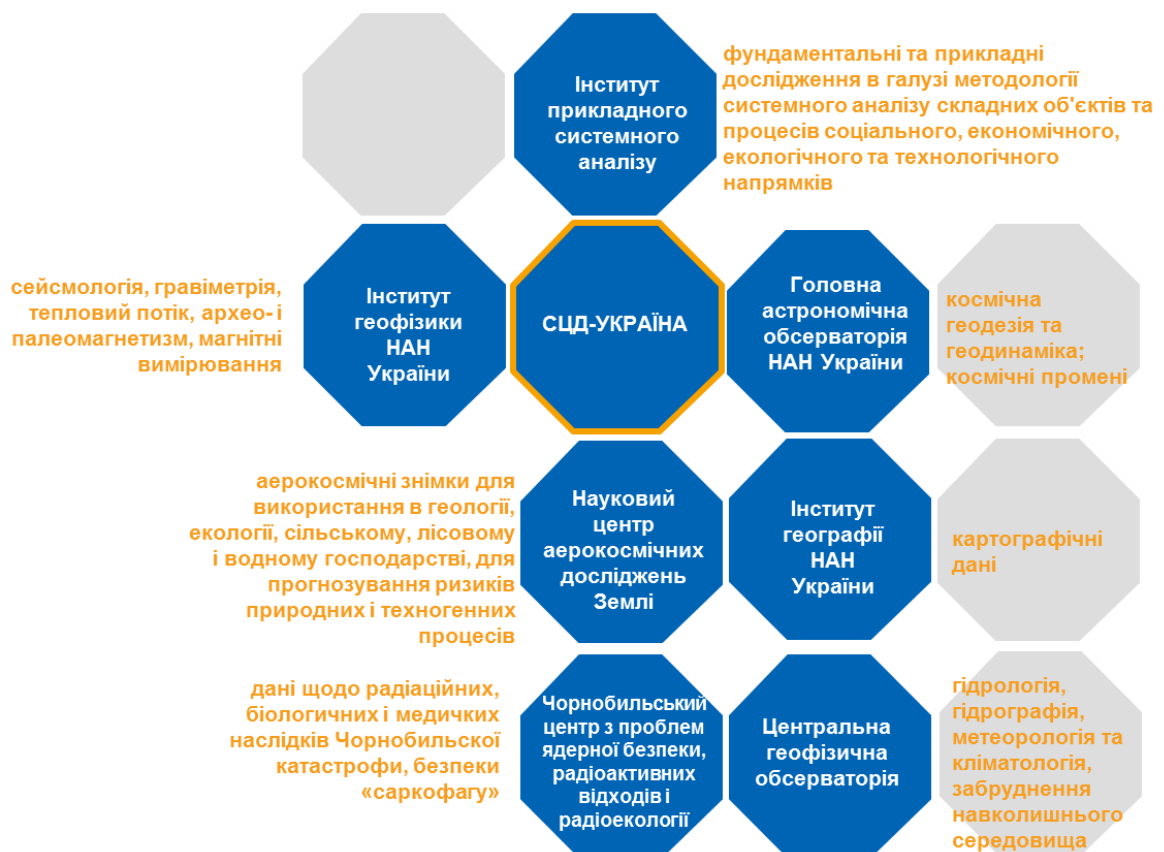 Інститут
прикладного
системного
аналізу
фундаментальні та прикладні
дослідження в галузі методології
системного аналізу складних об'єктів та
процесів соціального, економічного,
екологічного та технологічного
напрямків
сейсмологія, гравіметрія,
тепловий потік, архео- і
палеомагнетизм, магнітні
вимірювання
Інститут
геофізики
НАН
України
СЦД-УКРАЇНА
Головна
астрономічна
обсерваторія
НАН України
космічна
геодезія та
геодинаміка;
космічні промені
аерокосмічні знімки для
використання в геології,
екології, сільському, лісовому
і водному господарстві, для
прогнозування ризиків
природних і техногенних
процесів
Науковий
центр
аерокосмічних
досліджень
Землі
Інститут
географії
НАН
України
картографічні
дані
дані щодо радіаційних,
біологичних і медичких
наслідків Чорнобильскої
катастрофи, безпеки
«саркофагу»
Чорнобильський
центр з проблем
ядерної безпеки,
радіоактивних
відходів і
радіоекології
Центральна
геофізична
обсерваторія
гідрологія,
гідрографія,
метеорологія та
кліматологія,
забруднення
навколишнього
середовища